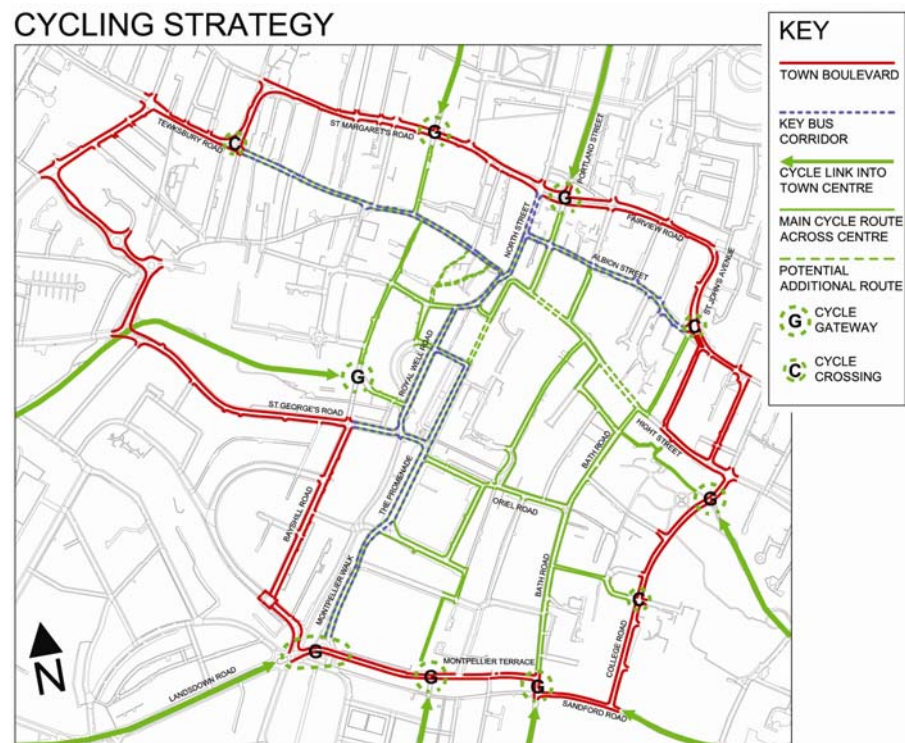 CYCLING STRATEGY
KEY
TOWN BOULEVARD
KEY BUS
CORRIDOR
CYCLE LINK INTO
TOWN CENTRE
MAIN CYCLE ROUTE
ACROSS CENTRE
POTENTIAL
ADDITIONAL ROUTE
G CYCLE
GATEWAY
C CYCLE
CROSSING
TEWKSBURY ROAD
C
ST MARGARET'S ROAD
G
PORTLAND STREET
G
FAIRVIEW ROAD
NORTH STREET
ALBION STREET
ST JOHN'S AVENUE
C
ROYAL WELL ROAD
G
ST GEORGE'S ROAD
HIGHT STREET
BATH ROAD
THE PROMENADE
ORIEL ROAD
G
BAYSHILL ROAD
BATH ROAD
MONTPELLIER WALK
C
COLLEGE ROAD
G
MONTPELLIER TERRACE
G
G
LANDSDOWN ROAD
SANDFORD ROAD
N